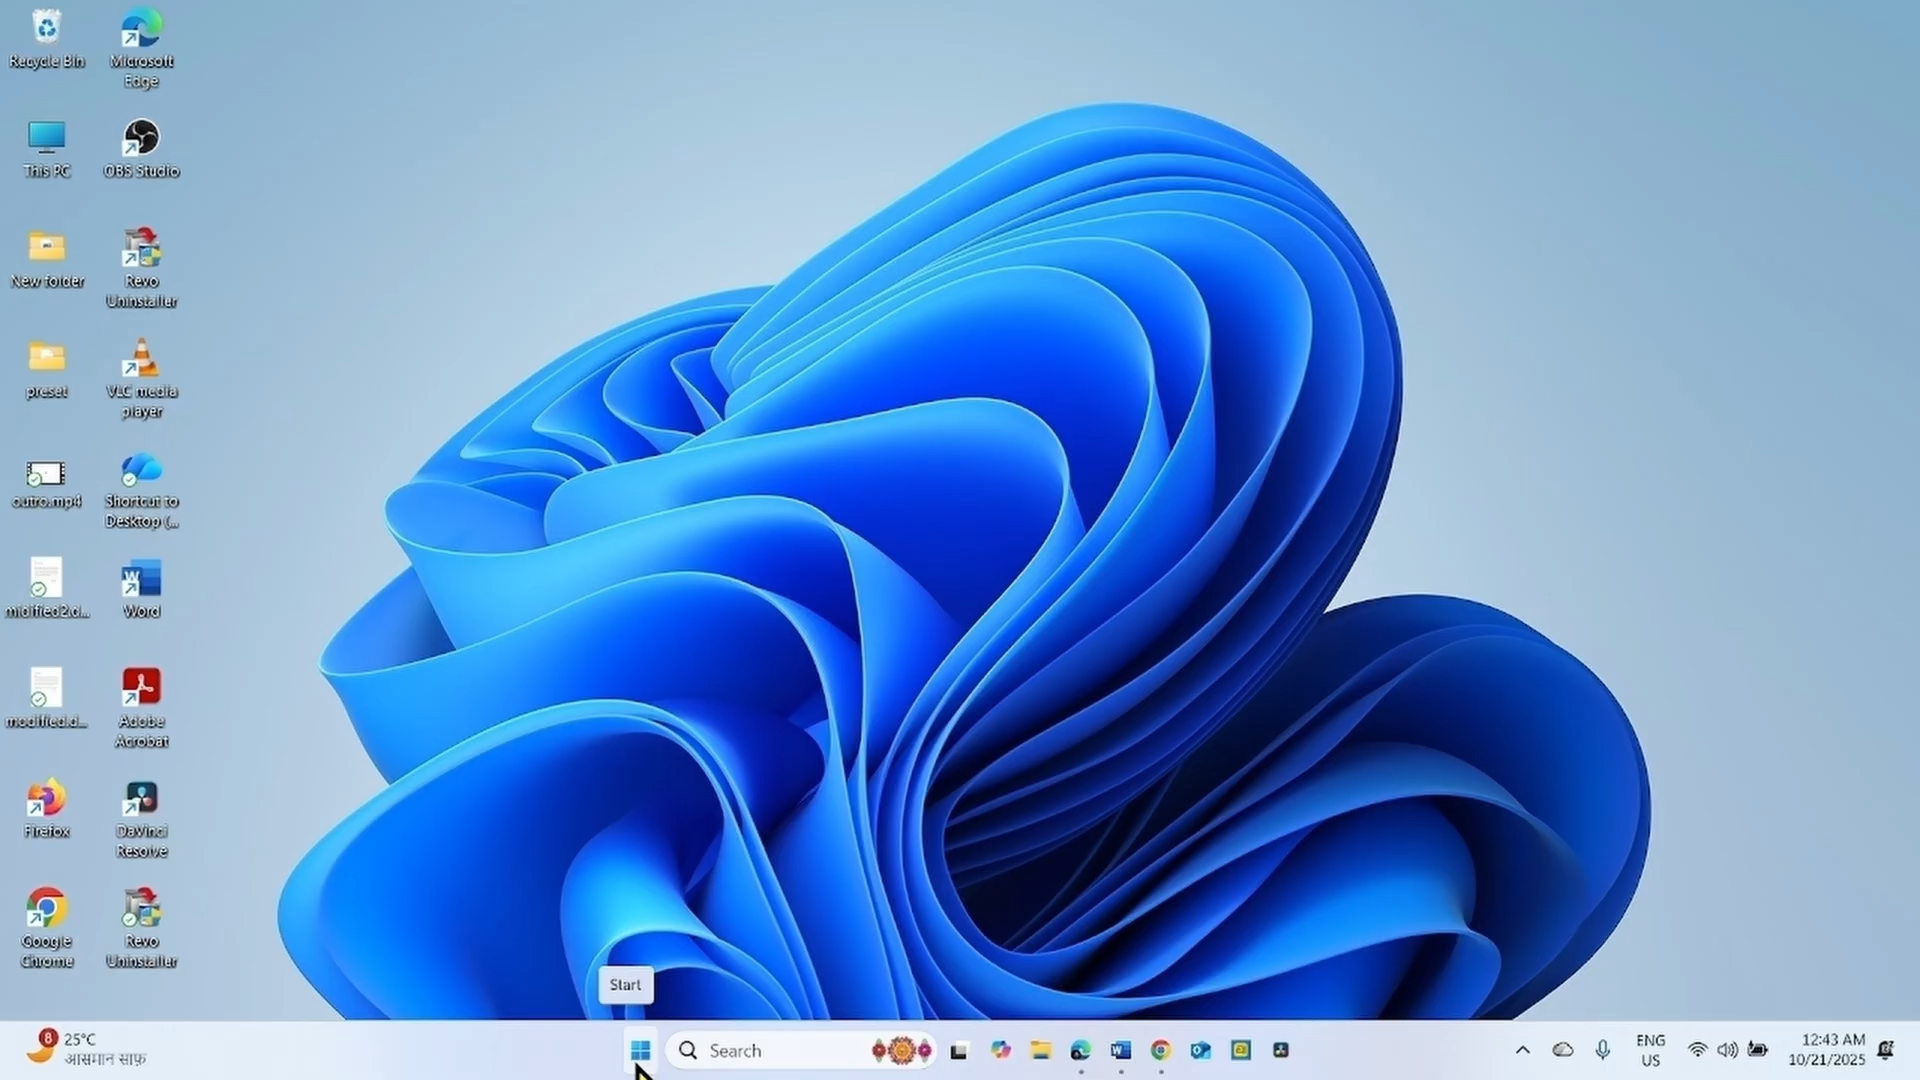 Recycle Bin
Microsoft
Edge
This PC
OBS Studio
New folder
Revo
Uninstaller
preset
VLC media
player
outro.mp4
Shortcut to
Desktop (...
midified2.d...
Word
modified.d...
Adobe
Acrobat
Firefox
DaVinci
Resolve
Google
Chrome
Revo
Uninstaller
Start
8
25°C
आसमान साफ़
Search
ENG
US
12:43 AM
10/21/2025